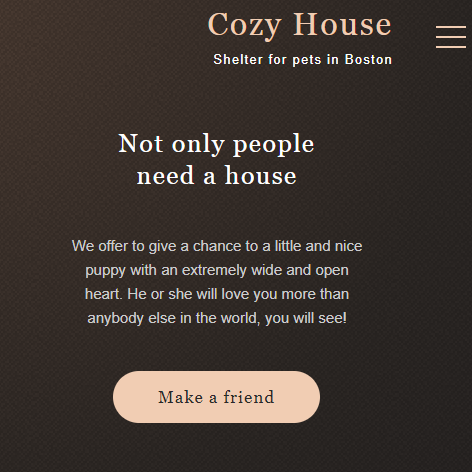 Cozy House
Shelter for pets in Boston
Not only people
need a house
We offer to give a chance to a little and nice
puppy with an extremely wide and open
heart. He or she will love you more than
anybody else in the world, you will see!
Make a friend